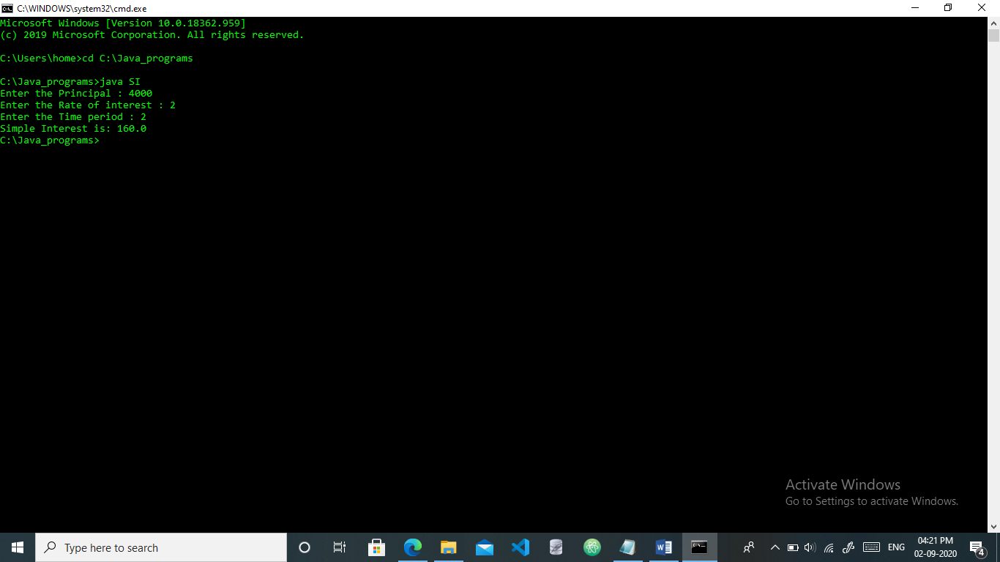 C:\WINDOWS\system32\cmd.exe
Microsoft Windows [Version 10.0.18362.959]
(c) 2019 Microsoft Corporation. All rights reserved.
C:\Users\home>cd C:\Java_programs
C:\Java_programs>java SI
Enter the Principal : 4000
Enter the Rate of interest : 2
Enter the Time period : 2
Simple Interest is: 160.0
C:\Java_programs>
Activate Windows
Go to Settings to activate Windows.
Type here to search
ENG
04:21 PM
02-09-2020
4